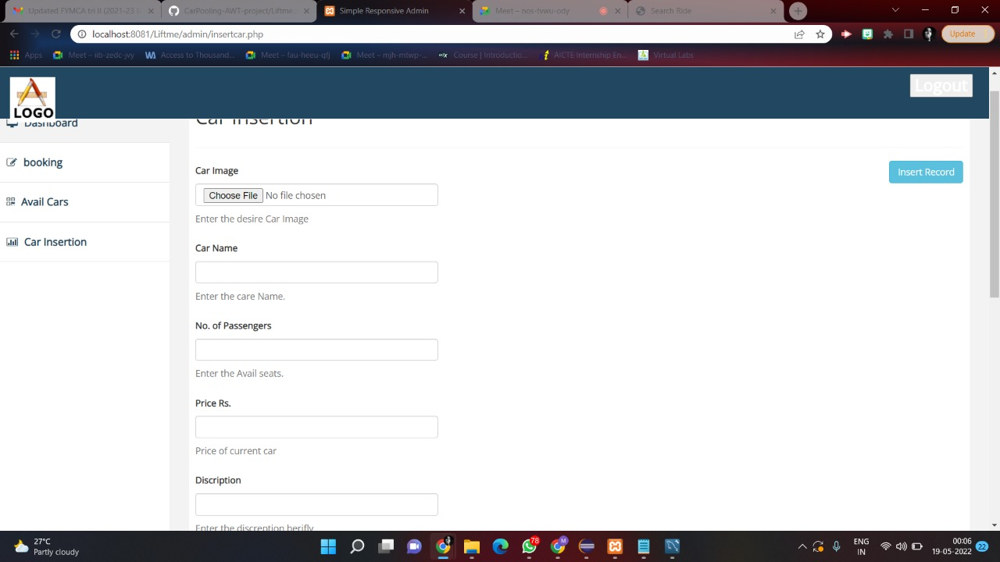 Updated FYMCA tri II (2021-23 B
CarPooling-AWT-project/Liftme.
Simple Responsive Admin
Meet – nos-tvwu-ody
Search Ride
localhost:8081/Liftme/admin/insertcar.php
Update
Apps
Meet – iib-zedc-jvy
Access to Thousand...
Meet – fau-heeu-qfj
Meet – mjh-mtwp-...
Course | Introductio...
AICTE Internship En...
Virtual Labs
LOGO
Logout
Dashboard
Car Insertion
booking
Avail Cars
Car Insertion
Car Image
Insert Record
Choose File No file chosen
Enter the desire Car Image
Car Name
Enter the care Name.
No. of Passengers
Enter the Avail seats.
Price Rs.
Price of current car
Discription
Enter the discreption berifly
27°C
Partly cloudy
78
M
ENG
IN
00:06
19-05-2022
22